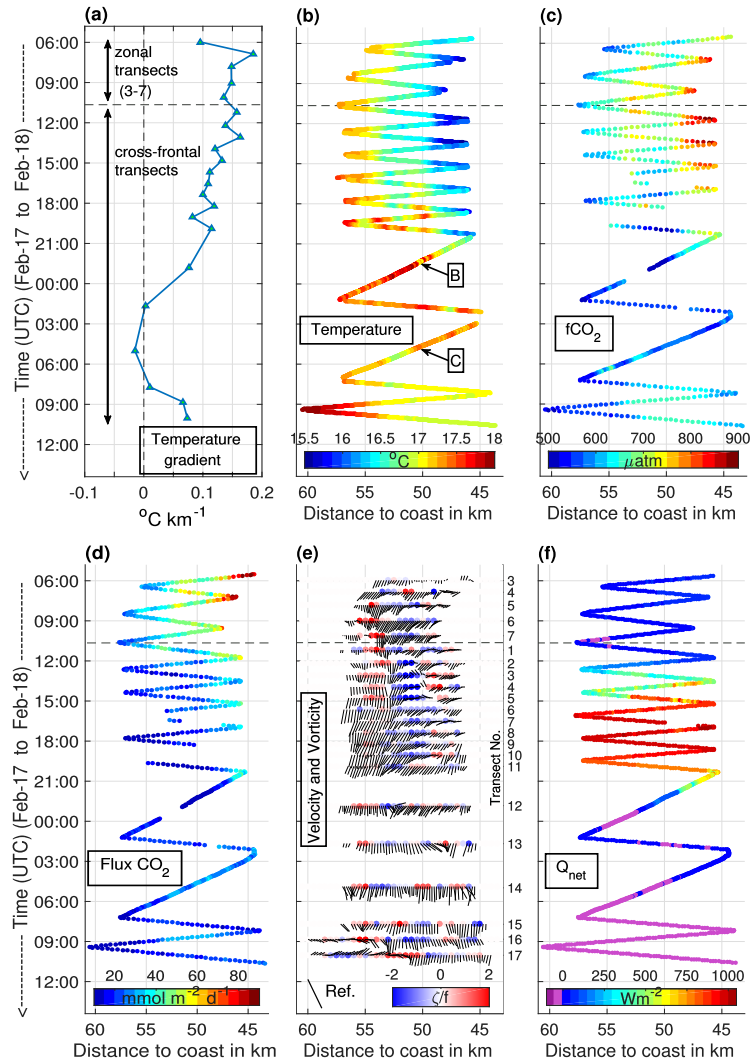 (a)
(b)
(c)
06:00
09:00
12:00
15:00
18:00
21:00
00:00
03:00
06:00
09:00
12:00
<-------- Time (UTC) (Feb-17 to Feb-18) --------
zonal
transects
(3-7)
cross-frontal
transects
Temperature
gradient
-0.1 0 0.1 0.2
°C km⁻¹
B
Temperature
C
15.5 16 16.5 17 17.5 18
°C
60 55 50 45
Distance to coast in km
fCO₂
500 600 700 800 900
μatm
60 55 50 45
Distance to coast in km
(d)
(e)
(f)
06:00
09:00
12:00
15:00
18:00
21:00
00:00
03:00
06:00
09:00
12:00
<-------- Time (UTC) (Feb-17 to Feb-18) --------
Flux CO₂
20 40 60 80
mmol m⁻² d⁻¹
60 55 50 45
Distance to coast in km
Velocity and Vorticity
3
4
5
6
7
1
2
3
4
5
6
7
8
9
10
11
12
13
14
15
16
17
Transect No.
Ref.
-2 0 2
ζ/f
60 55 50 45
Distance to coast in km
Qnet
0 500 1000
Wm⁻²
60 55 50 45
Distance to coast in km